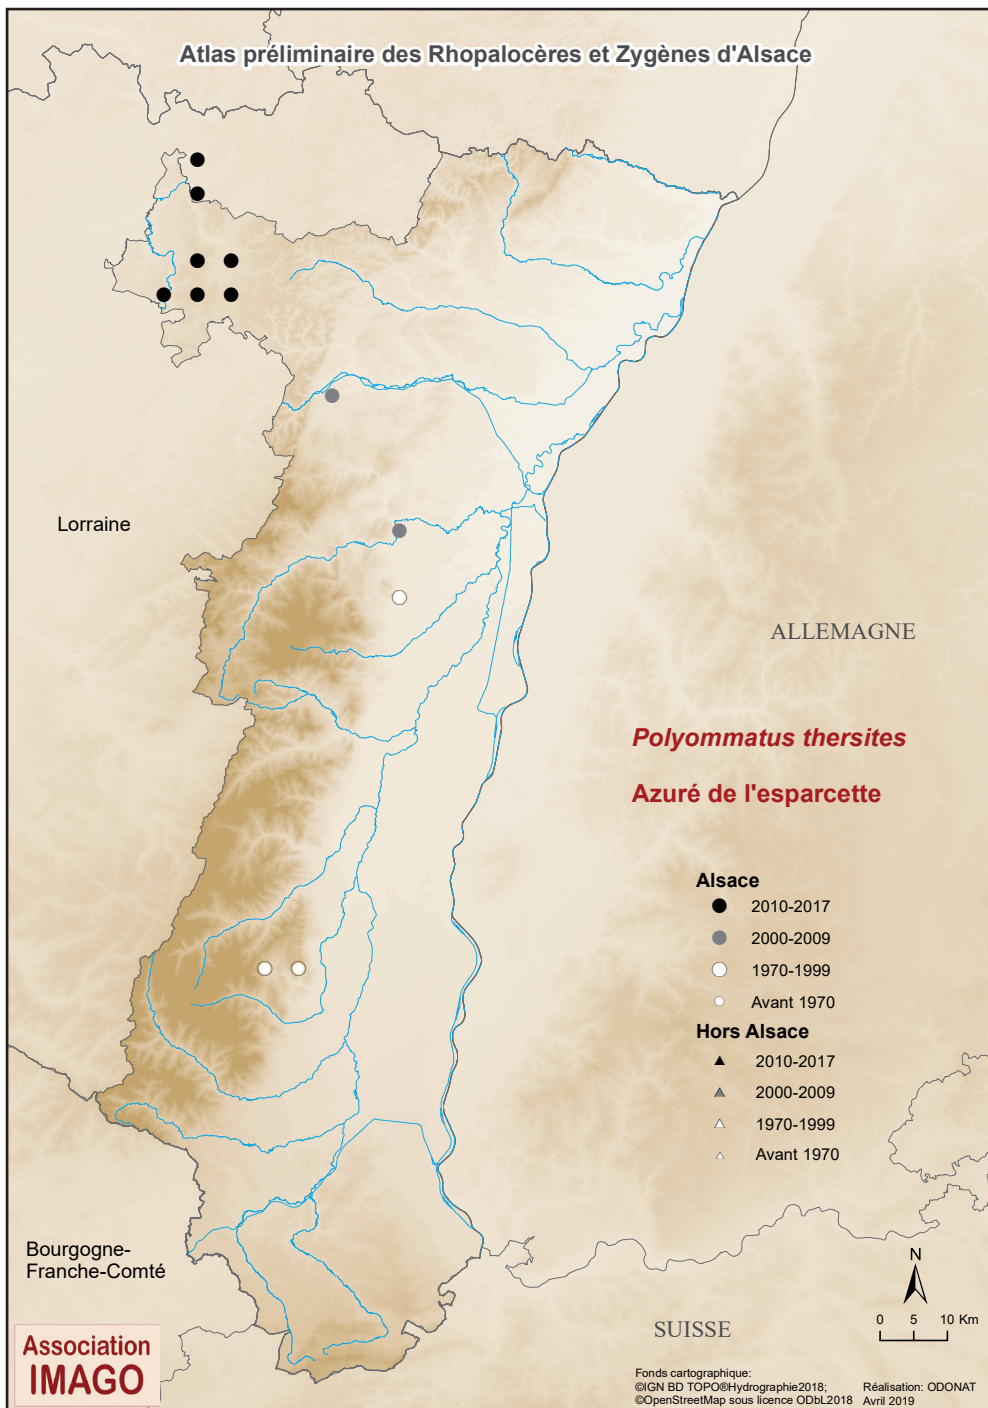 Atlas préliminaire des Rhopalocères et Zygènes d'Alsace
Lorraine
ALLEMAGNE
Polyommatus thersites
Azuré de l'esparcette
Alsace
2010-2017
2000-2009
1970-1999
Avant 1970
Hors Alsace
2010-2017
2000-2009
1970-1999
Avant 1970
Bourgogne-
Franche-Comté
N
0 5 10 Km
SUISSE
Association
IMAGO
Fonds cartographique:
©IGN BD TOPO®Hydrographie2018;
©OpenStreetMap sous licence ODbL2018
Réalisation: ODONAT
Avril 2019